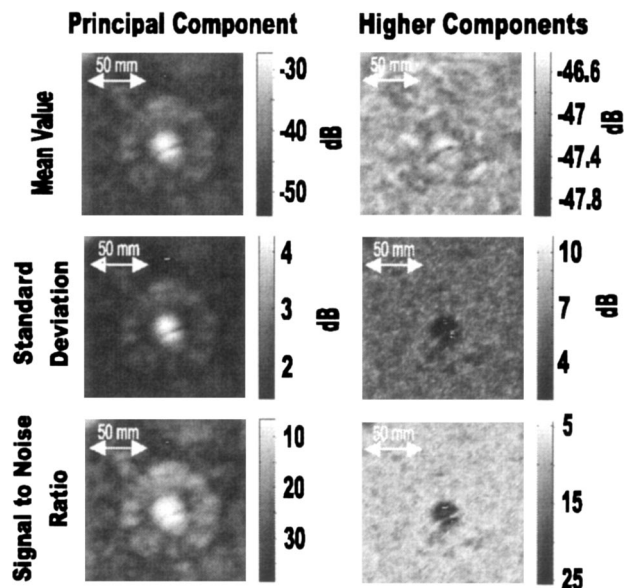 Principal Component Higher Components
Mean Value
50 mm
-30
-40
-50
dB
50 mm
-46.6
-47
-47.4
-47.8
dB
Standard
Deviation
50 mm
4
3
2
dB
50 mm
10
7
4
dB
Signal to Noise
Ratio
50 mm
10
20
30
50 mm
5
15
25